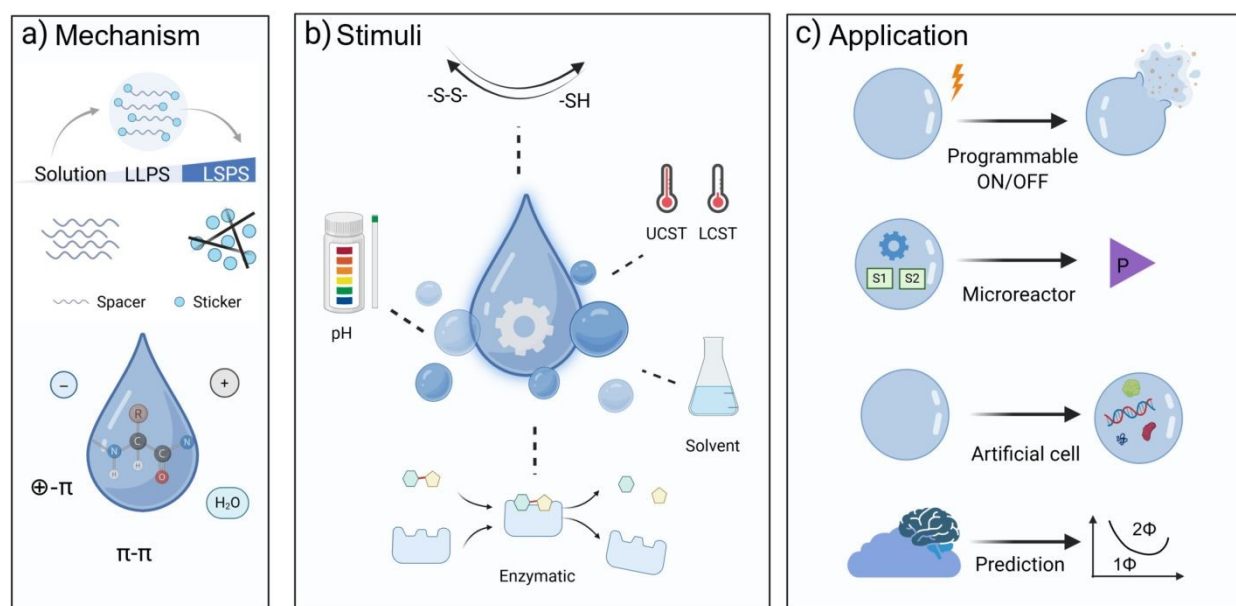 a) Mechanism
Solution LLPS LSPS
Spacer Sticker
−
+
R
N C C N
H H O
⊕-π
H₂O
π-π
b) Stimuli
-S-S- -SH
UCST LCST
pH
Solvent
Enzymatic
c) Application
Programmable
ON/OFF
S1 S2
P
Microreactor
Artificial cell
2Φ
1Φ
Prediction